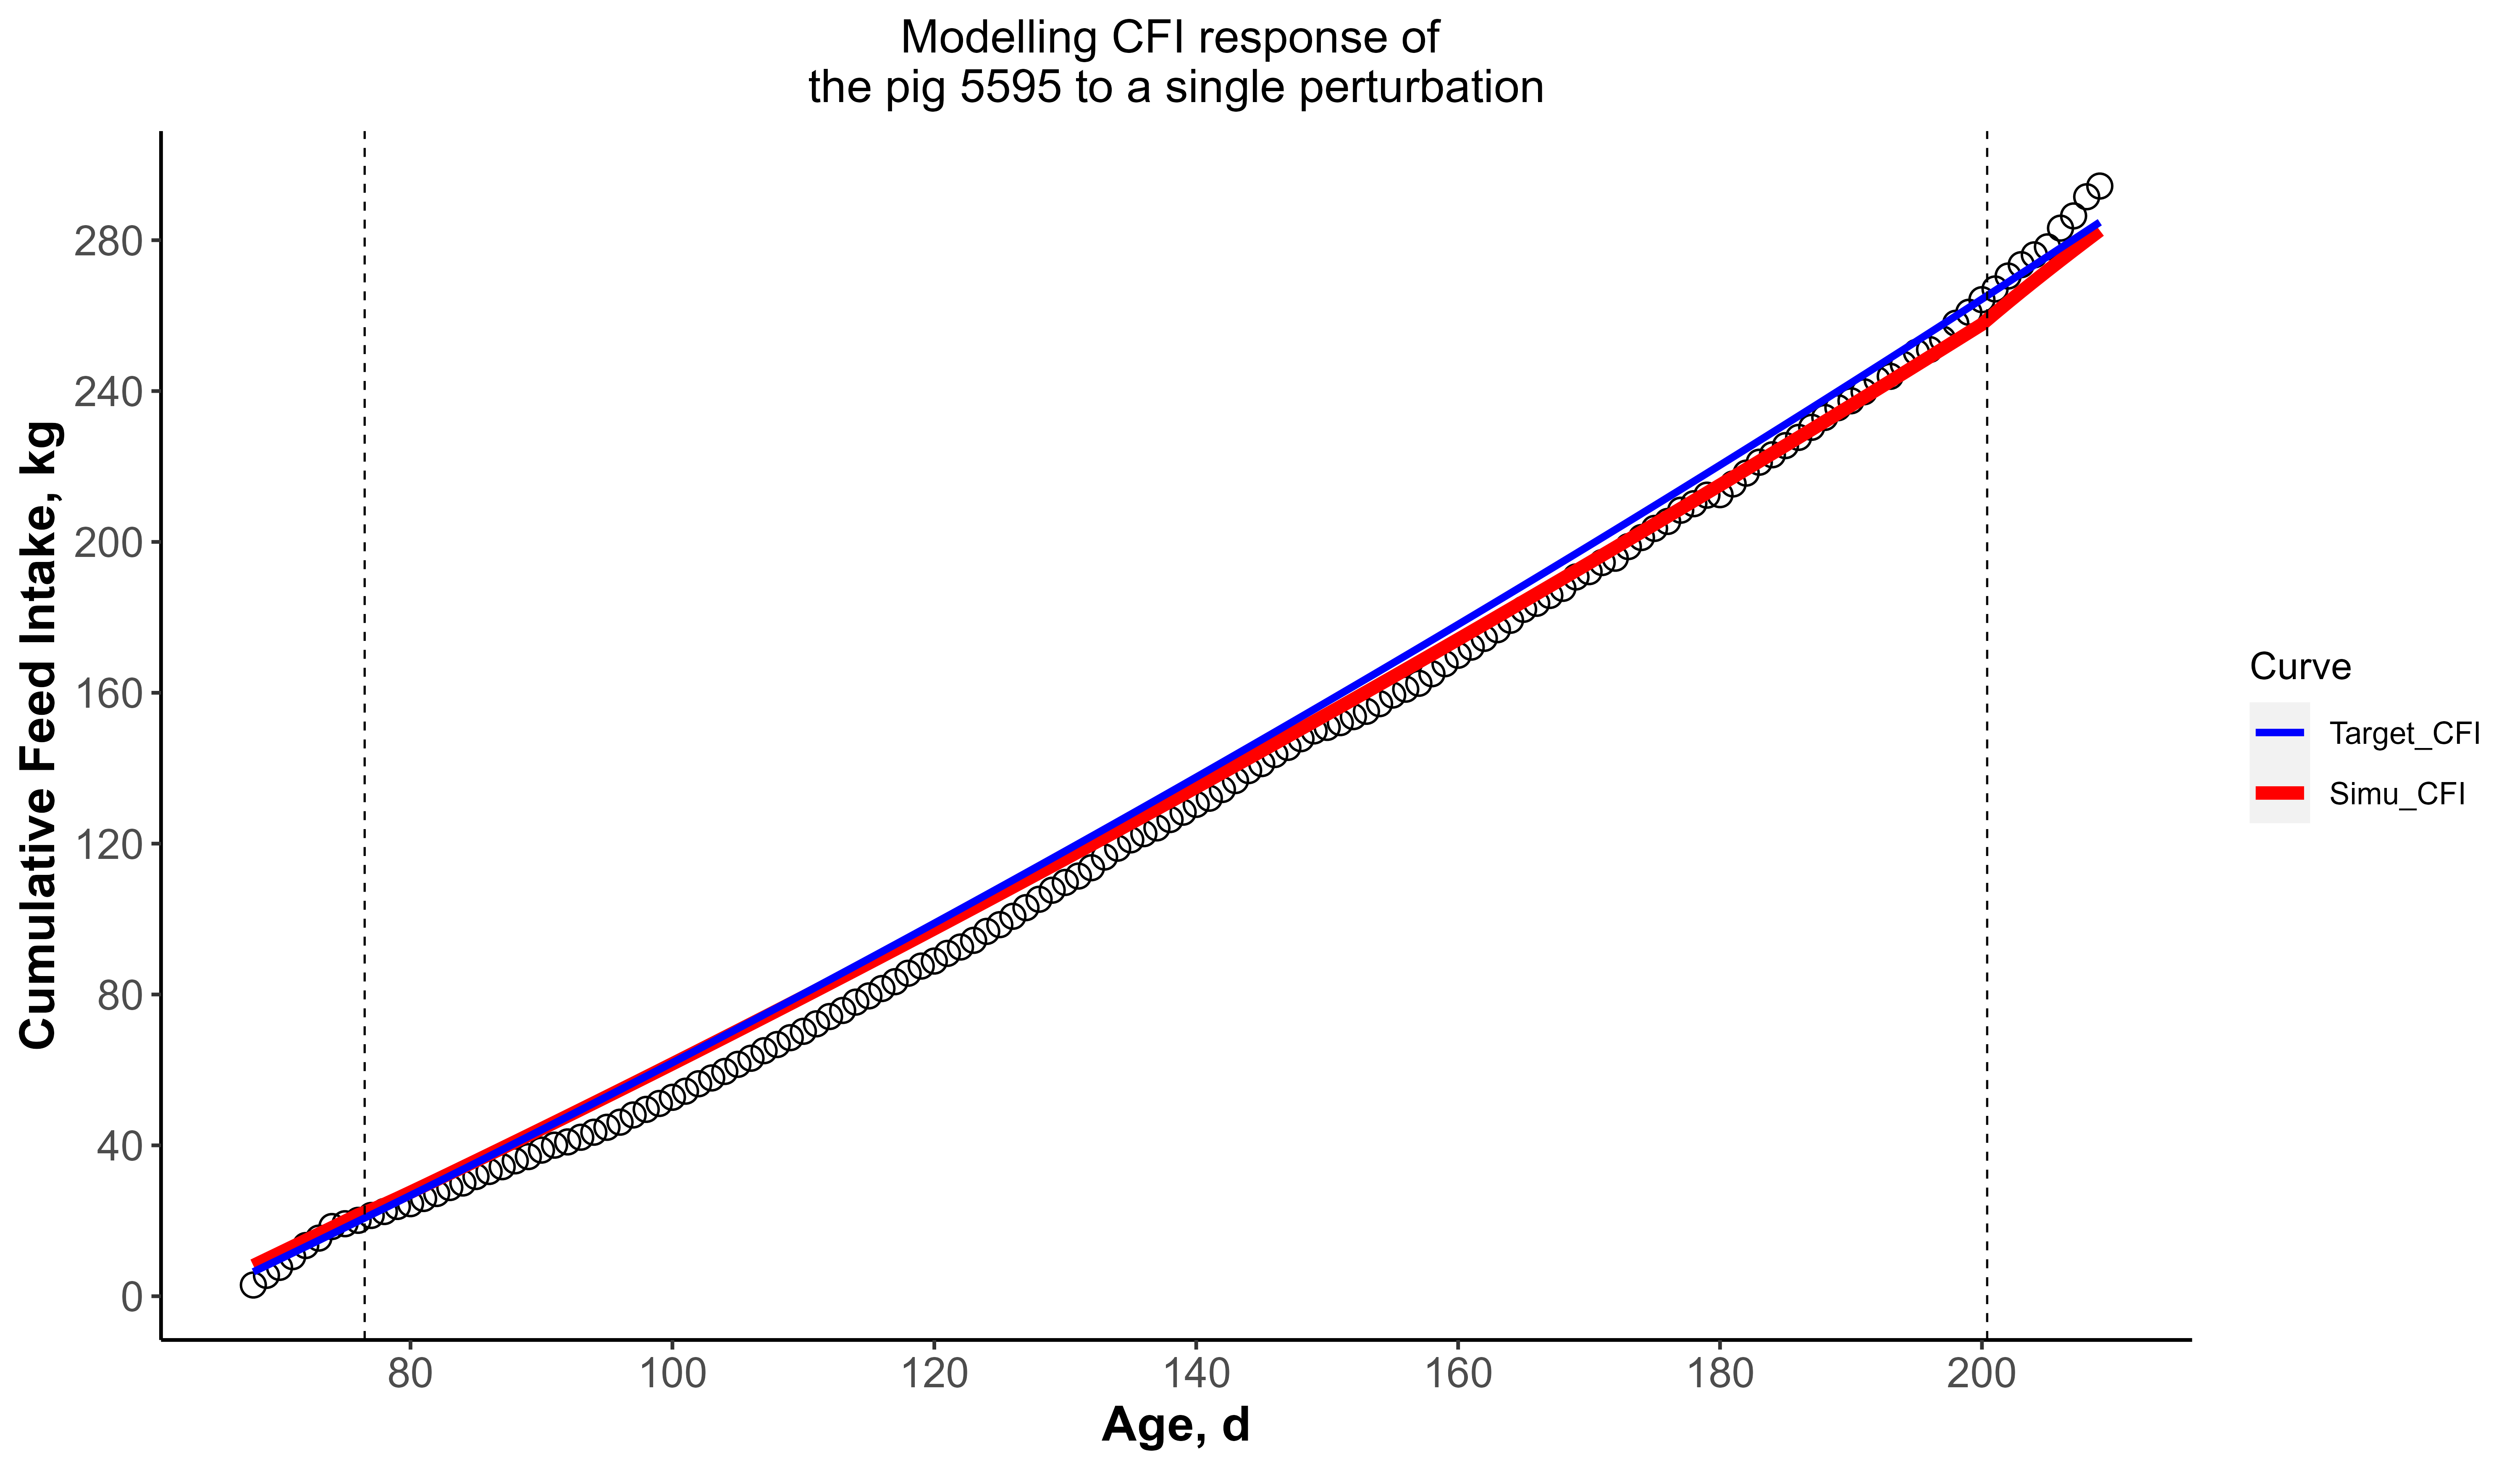 Modelling CFI response of
the pig 5595 to a single perturbation
Cumulative Feed Intake, kg
280
240
200
160
120
80
40
0
80 100 120 140 160 180 200
Age, d
Curve
Target_CFI
Simu_CFI